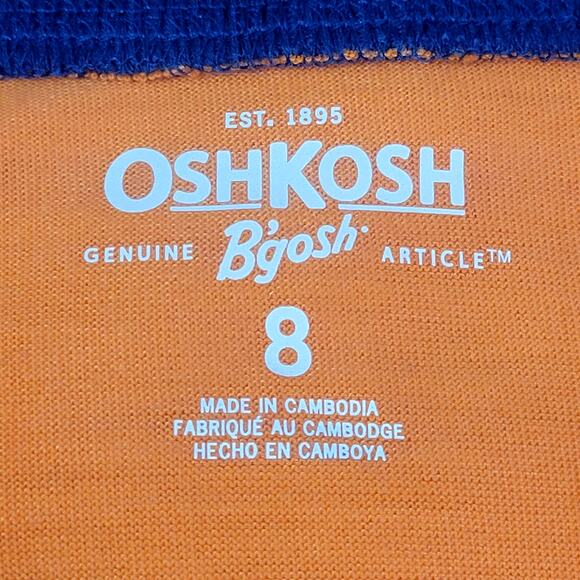 EST. 1895
OSHKOSH
GENUINE B'gosh ARTICLE™
8
MADE IN CAMBODIA
FABRIQUÉ AU CAMBODGE
HECHO EN CAMBOYA